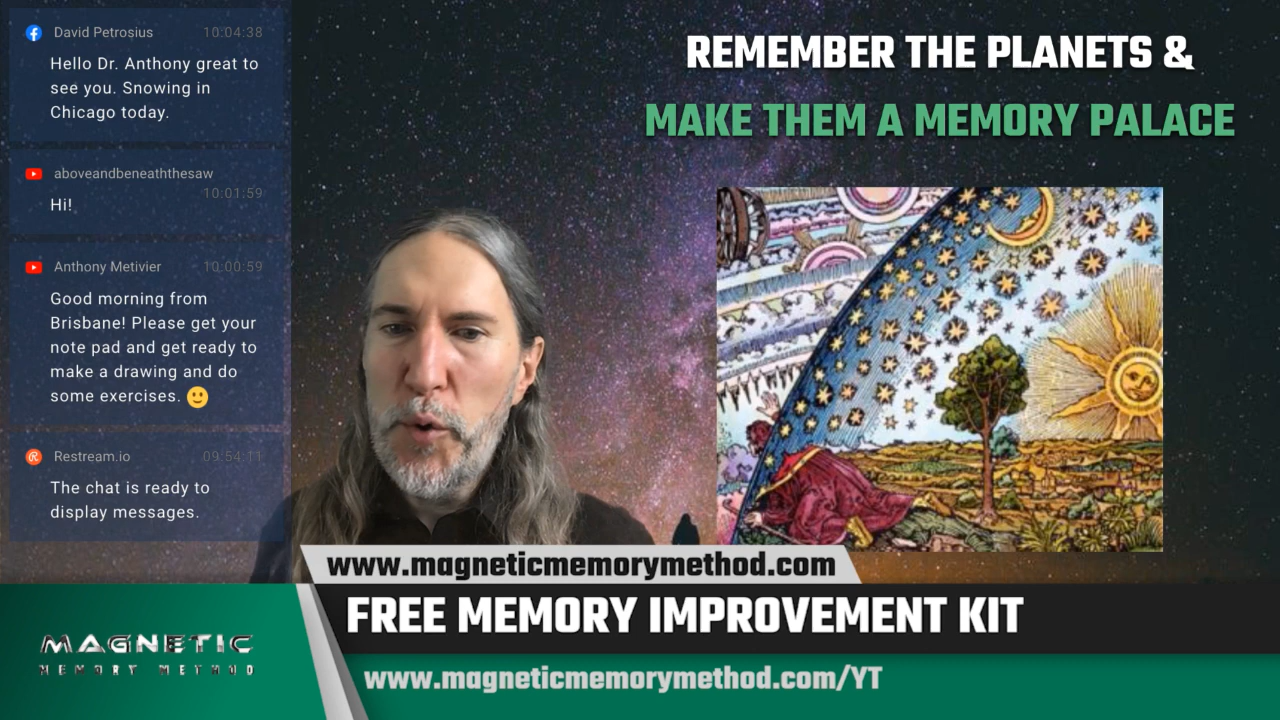 David Petrosius 10:04:38
Hello Dr. Anthony great to
see you. Snowing in
Chicago today.
aboveandbeneaththesaw
10:01:59
Hi!
Anthony Metivier 10:00:59
Good morning from
Brisbane! Please get your
note pad and get ready to
make a drawing and do
some exercises. 🙂
Restream.io 09:54:11
The chat is ready to
display messages.
REMEMBER THE PLANETS &
MAKE THEM A MEMORY PALACE
www.magneticmemorymethod.com
FREE MEMORY IMPROVEMENT KIT
www.magneticmemorymethod.com/YT
MAGNETIC
MEMORY METHOD